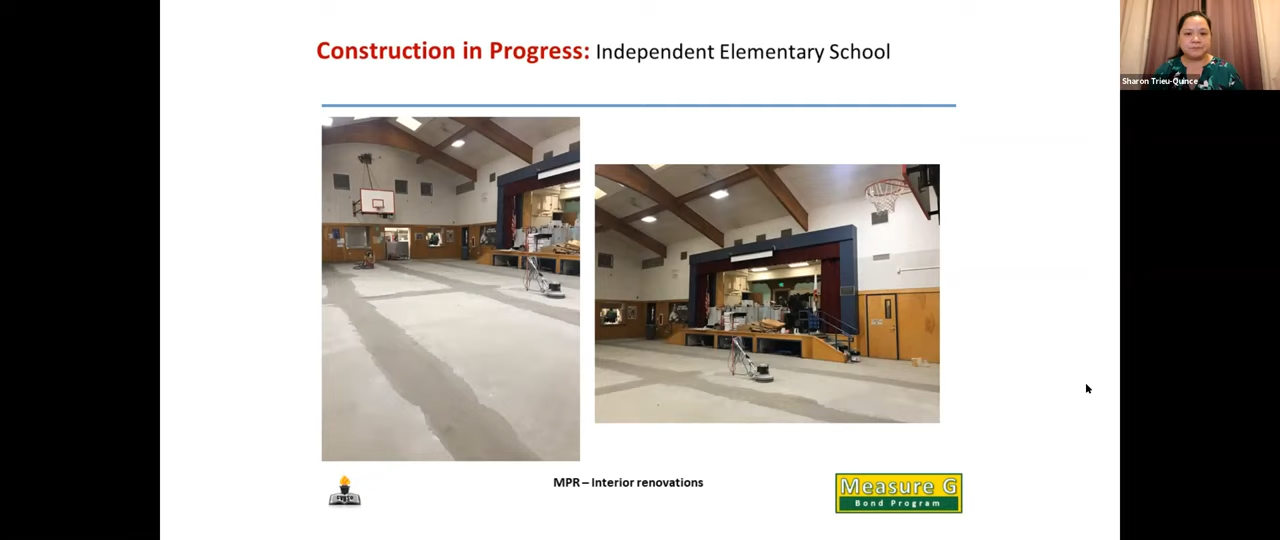 Construction in Progress: Independent Elementary School
Sharon Trieu-Quince
MPR – Interior renovations
Measure G
Bond Program